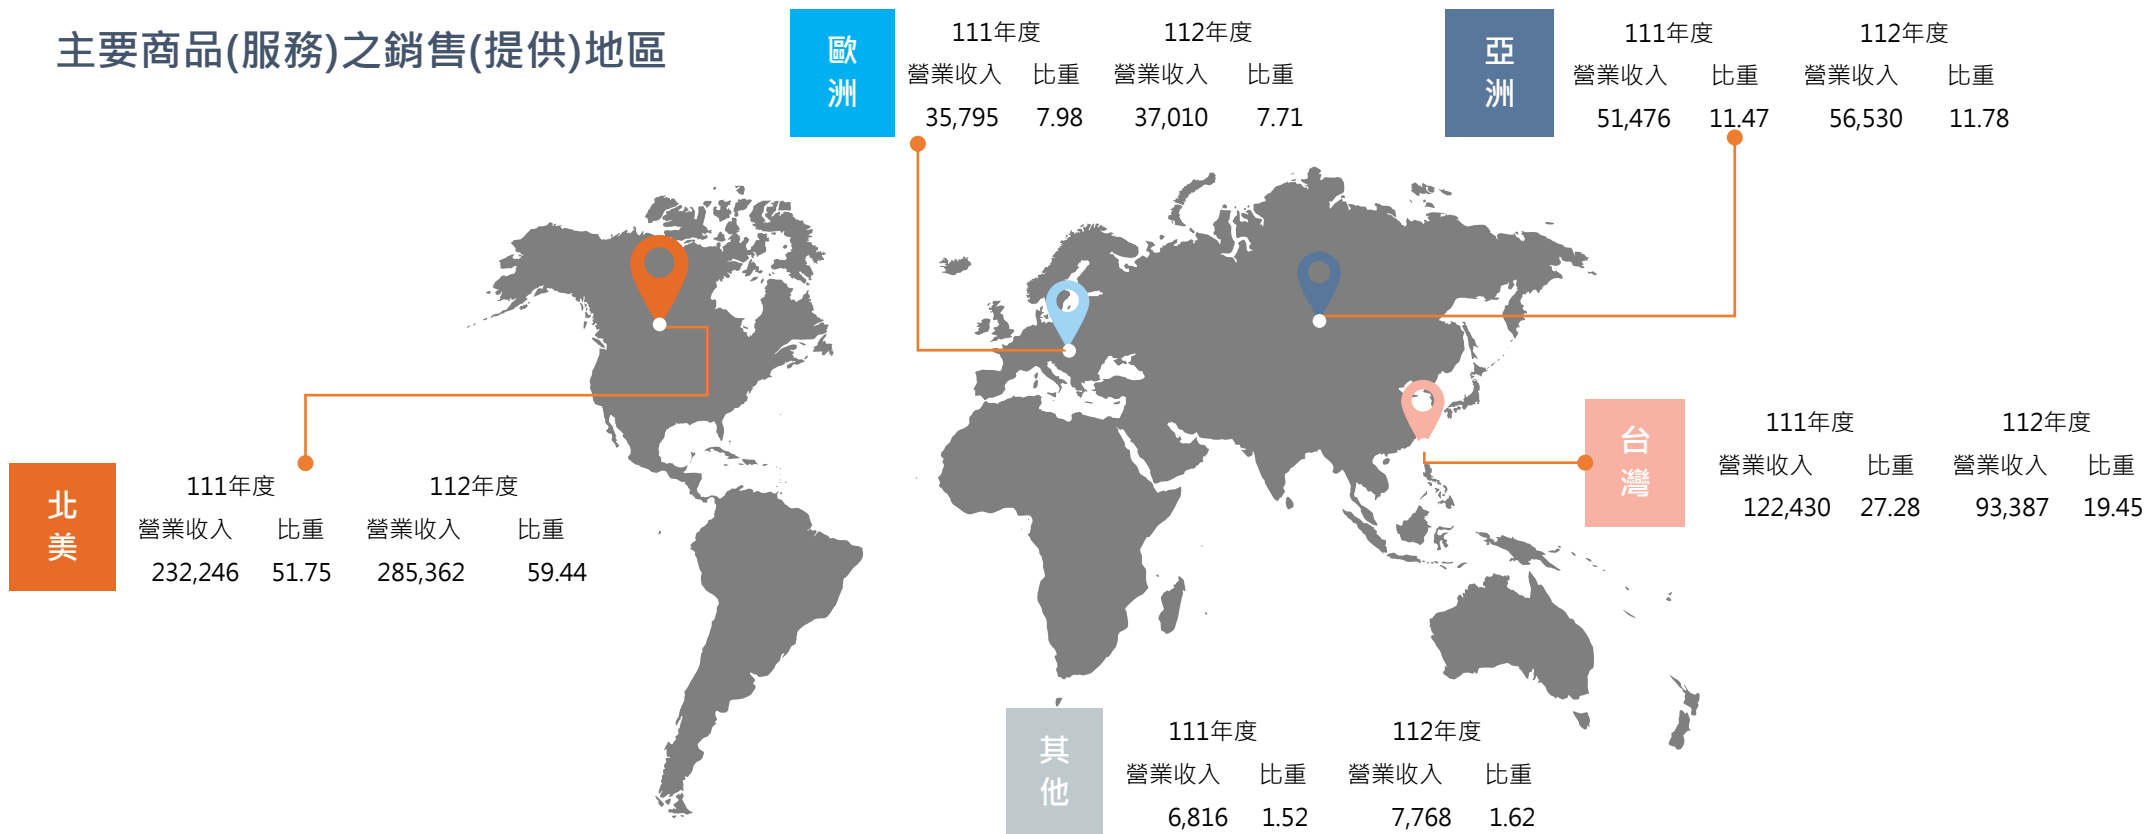 主要商品(服務)之銷售(提供)地區
歐洲
111年度 112年度
營業收入 比重 營業收入 比重
35,795 7.98 37,010 7.71
亞洲
111年度 112年度
營業收入 比重 營業收入 比重
51,476 11.47 56,530 11.78
台灣
111年度 112年度
營業收入 比重 營業收入 比重
122,430 27.28 93,387 19.45
北美
111年度 112年度
營業收入 比重 營業收入 比重
232,246 51.75 285,362 59.44
其他
111年度 112年度
營業收入 比重 營業收入 比重
6,816 1.52 7,768 1.62